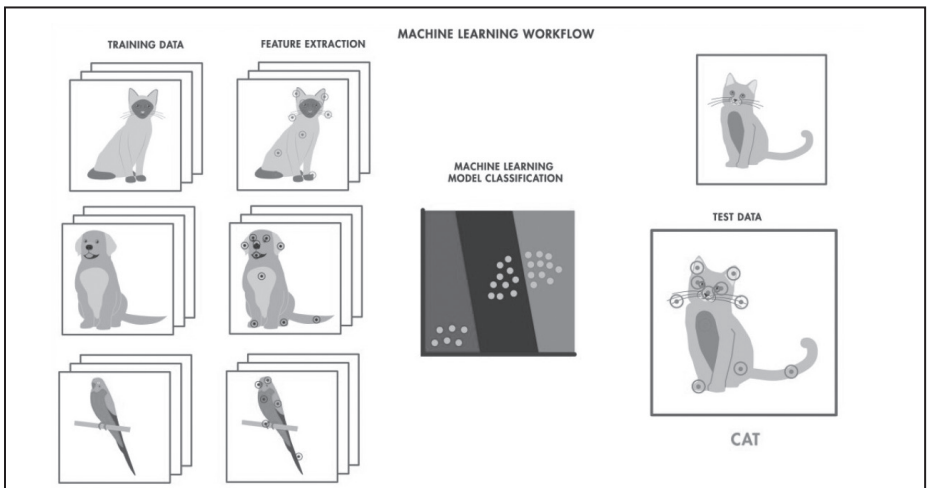 MACHINE LEARNING WORKFLOW
TRAINING DATA
FEATURE EXTRACTION
MACHINE LEARNING
MODEL CLASSIFICATION
TEST DATA
CAT